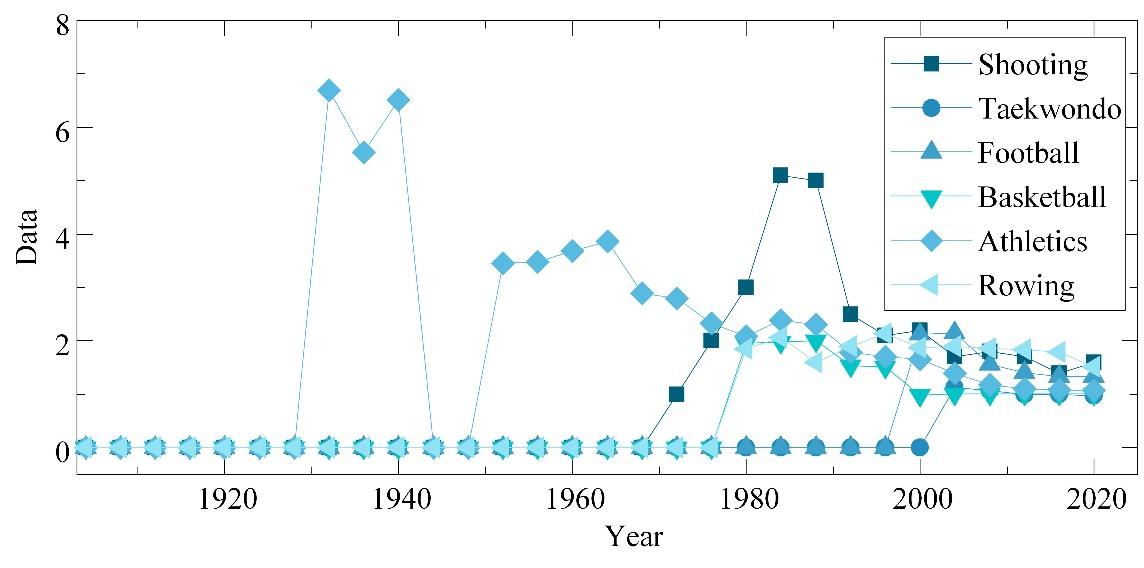 8
6
4
2
0
Data
1920 1940 1960 1980 2000 2020
Year
Shooting
Taekwondo
Football
Basketball
Athletics
Rowing